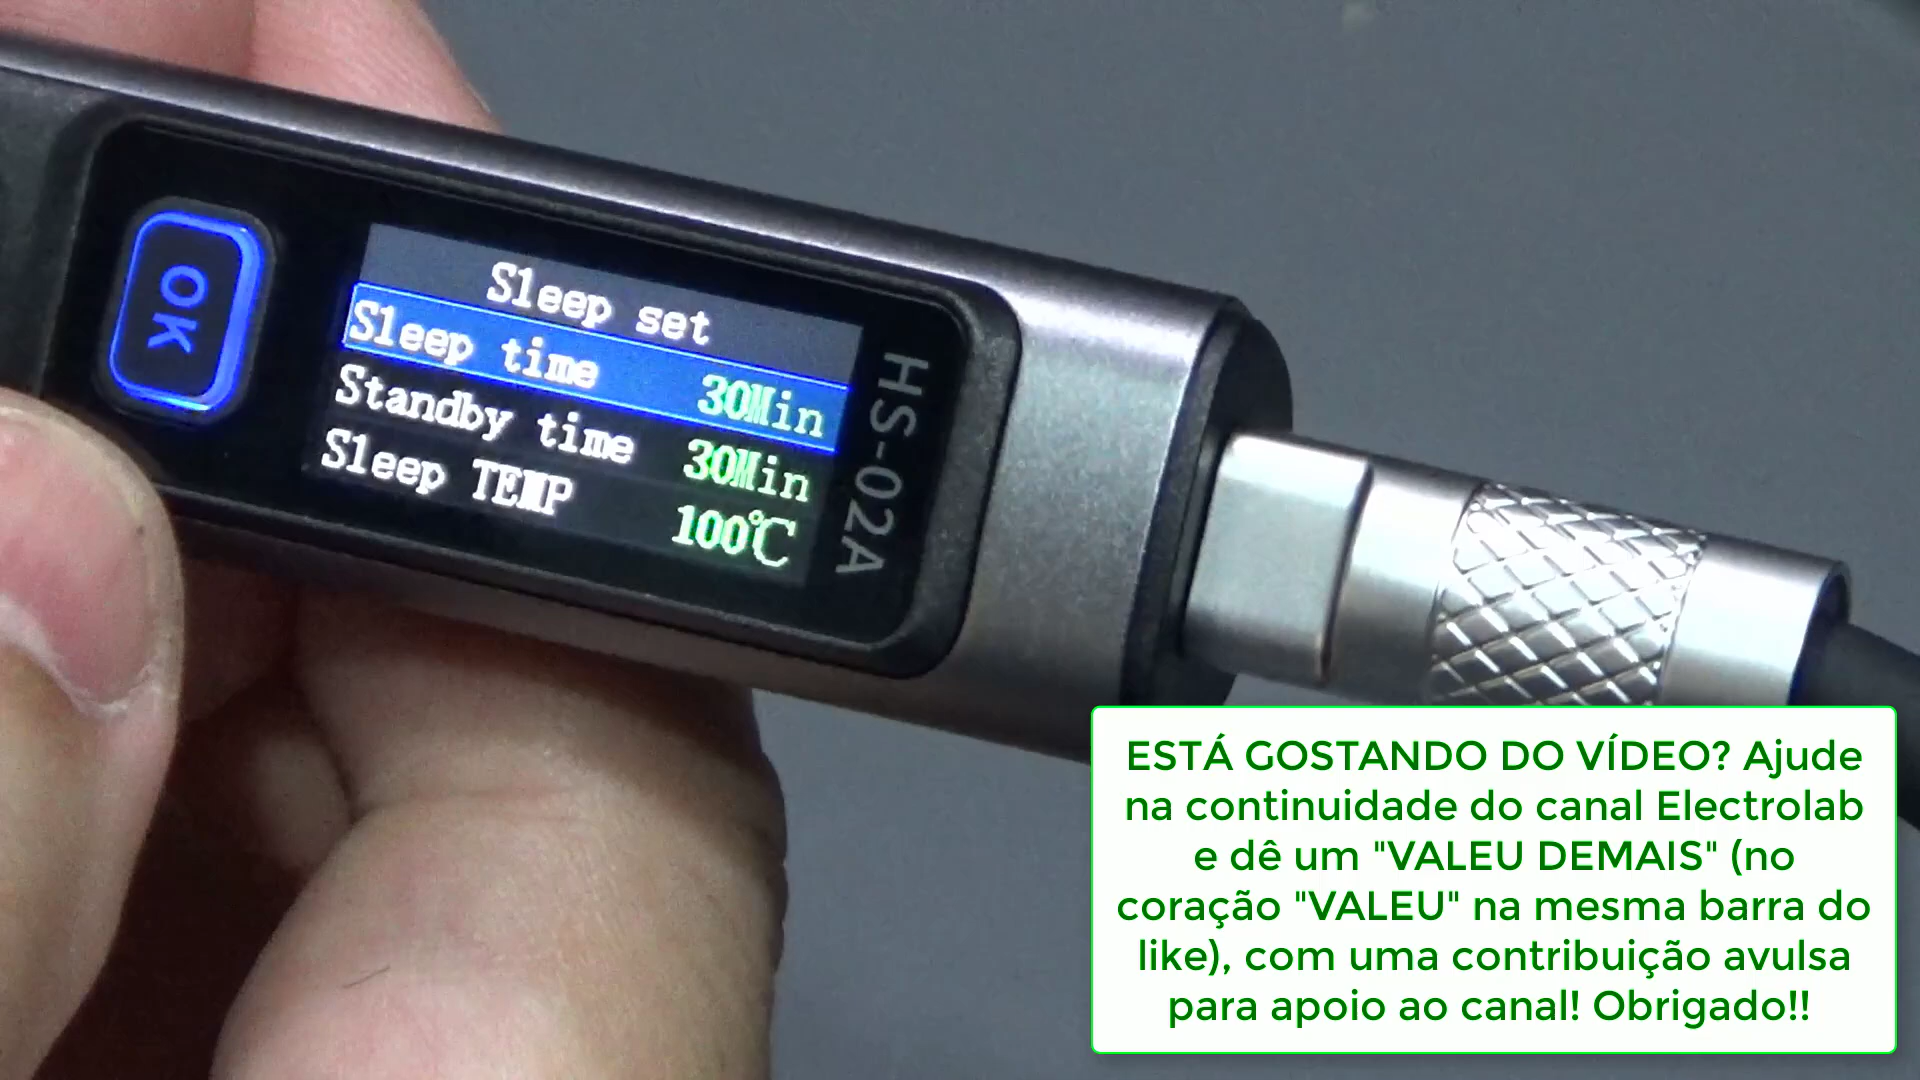 OK
Sleep set
Sleep time 30Min
Standby time 30Min
Sleep TEMP 100℃
HS-02A
ESTÁ GOSTANDO DO VÍDEO? Ajude
na continuidade do canal Electrolab
e dê um "VALEU DEMAIS" (no
coração "VALEU" na mesma barra do
like), com uma contribuição avulsa
para apoio ao canal! Obrigado!!